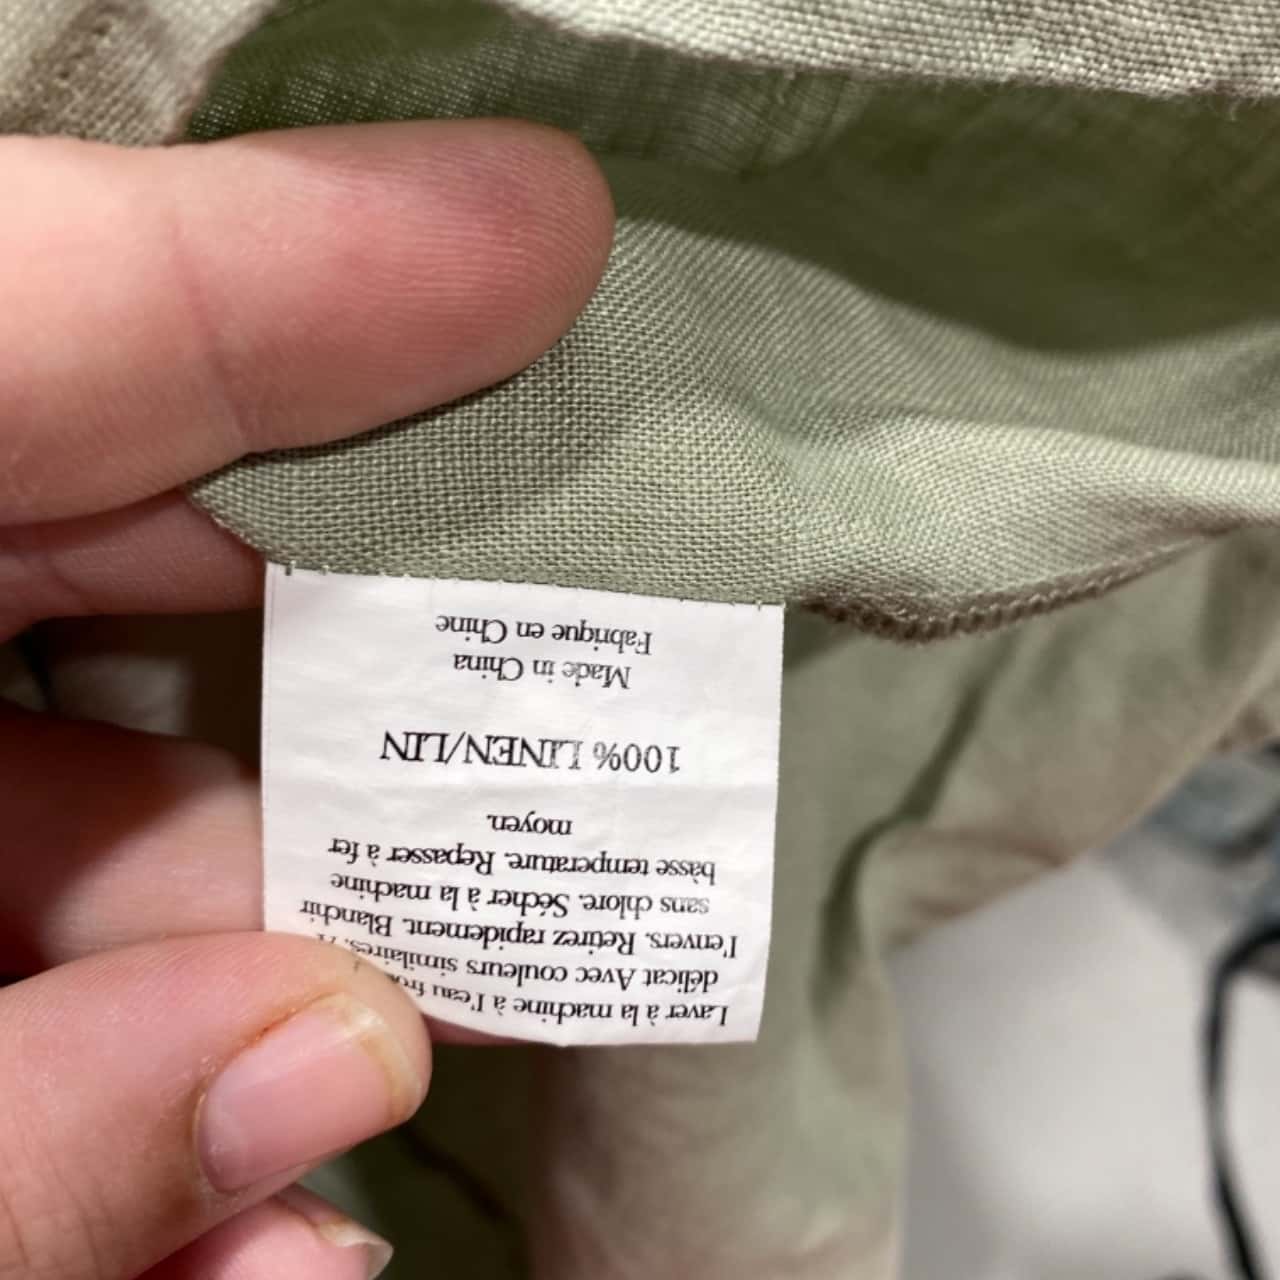 Laver à la machine à l'eau
délicat Avec couleurs similaires. A
l'envers. Retirez rapidement. Blanchir
sans chlore. Sécher à la machine
bàsse temperature. Repasser à fer
moyen.
100% LINEN/LIN
Made in China
Fabrique en Chine